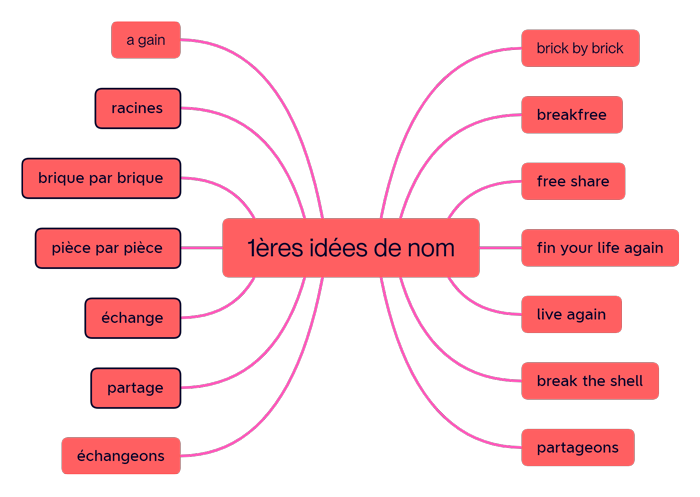 a gain
racines
brique par brique
pièce par pièce
échange
partage
échangeons
1ères idées de nom
brick by brick
breakfree
free share
fin your life again
live again
break the shell
partageons